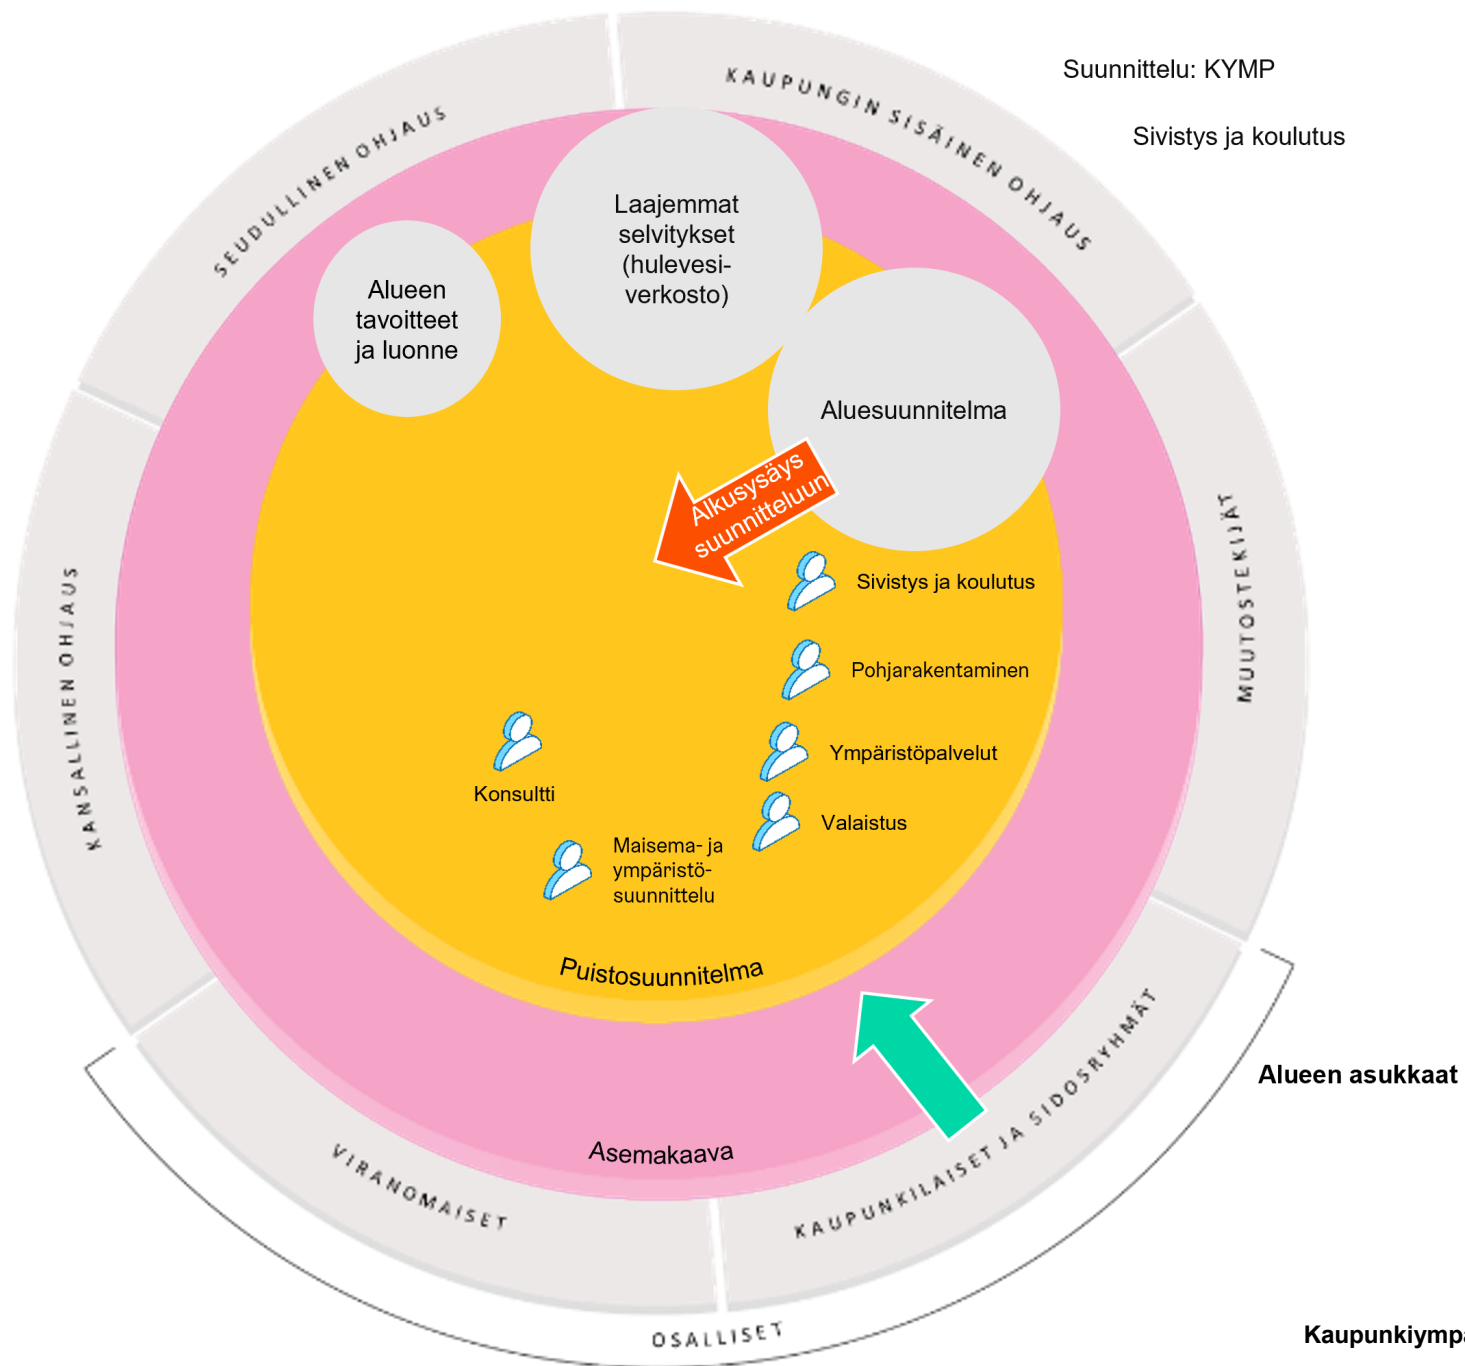 Suunnittelu: KYMP
Sivistys ja koulutus
KAUPUNGIN SISÄINEN OHJAUS
SEUDULLINEN OHJAUS
Laajemmat
selvitykset
(hulevesi-
verkosto)
Alueen
tavoitteet
ja luonne
Aluesuunnitelma
Alkusysäys
suunnitteluun
MUUTOSTEKIJÄT
KANSALLINEN OHJAUS
Sivistys ja koulutus
Pohjarakentaminen
Ympäristöpalvelut
Konsultti
Valaistus
Maisema- ja
ympäristö-
suunnittelu
Puistosuunnitelma
Asemakaava
KAUPUNKILAISET JA SIDOSRYHMÄT
Alueen asukkaat
VIRANOMAISET
OSALLISET